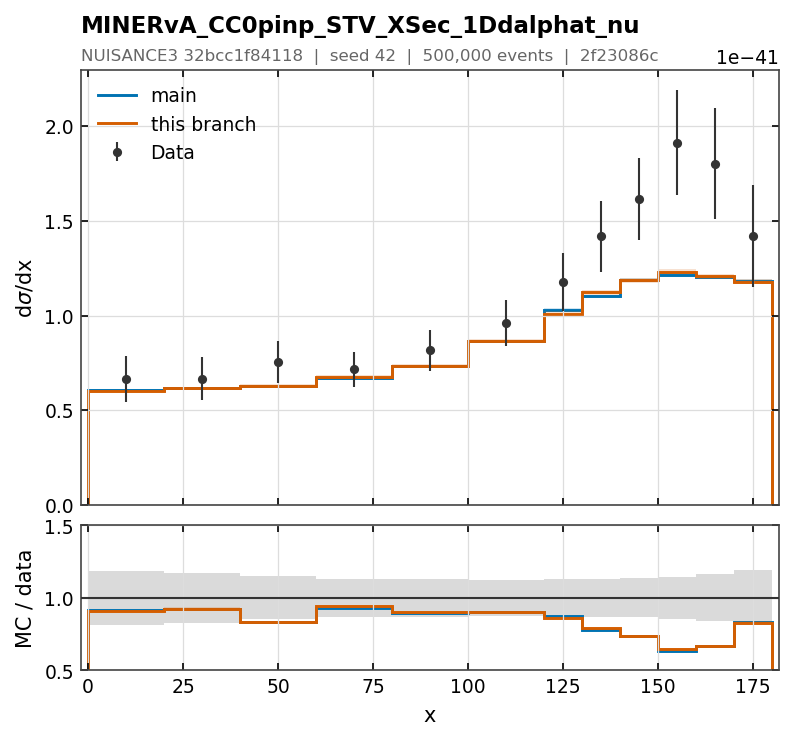 MINERvA_CC0pinp_STV_XSec_1Ddalphat_nu
NUISANCE3 32bcc1f84118 | seed 42 | 500,000 events | 2f23086c
1e−41
main
this branch
Data
2.0
1.5
1.0
0.5
0.0
dσ/dx
1.5
1.0
0.5
MC / data
0 25 50 75 100 125 150 175
x